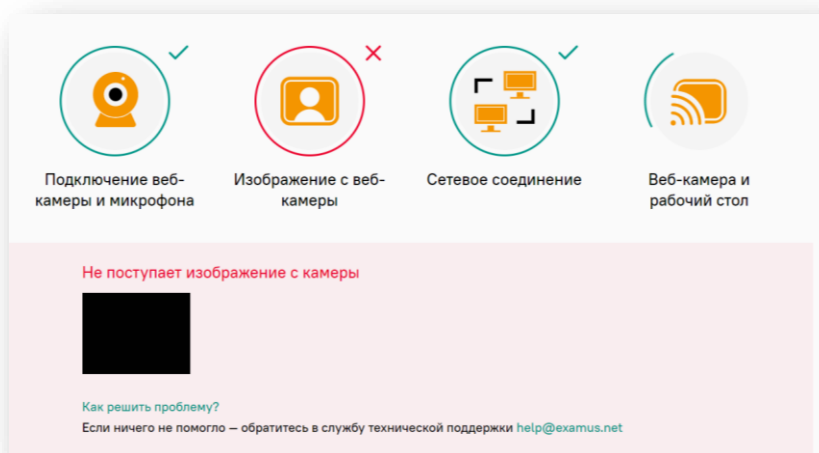 Подключение веб-
камеры и микрофона
Изображение с веб-
камеры
Сетевое соединение
Веб-камера и
рабочий стол
Не поступает изображение с камеры
Как решить проблему?
Если ничего не помогло — обратитесь в службу технической поддержки help@examus.net